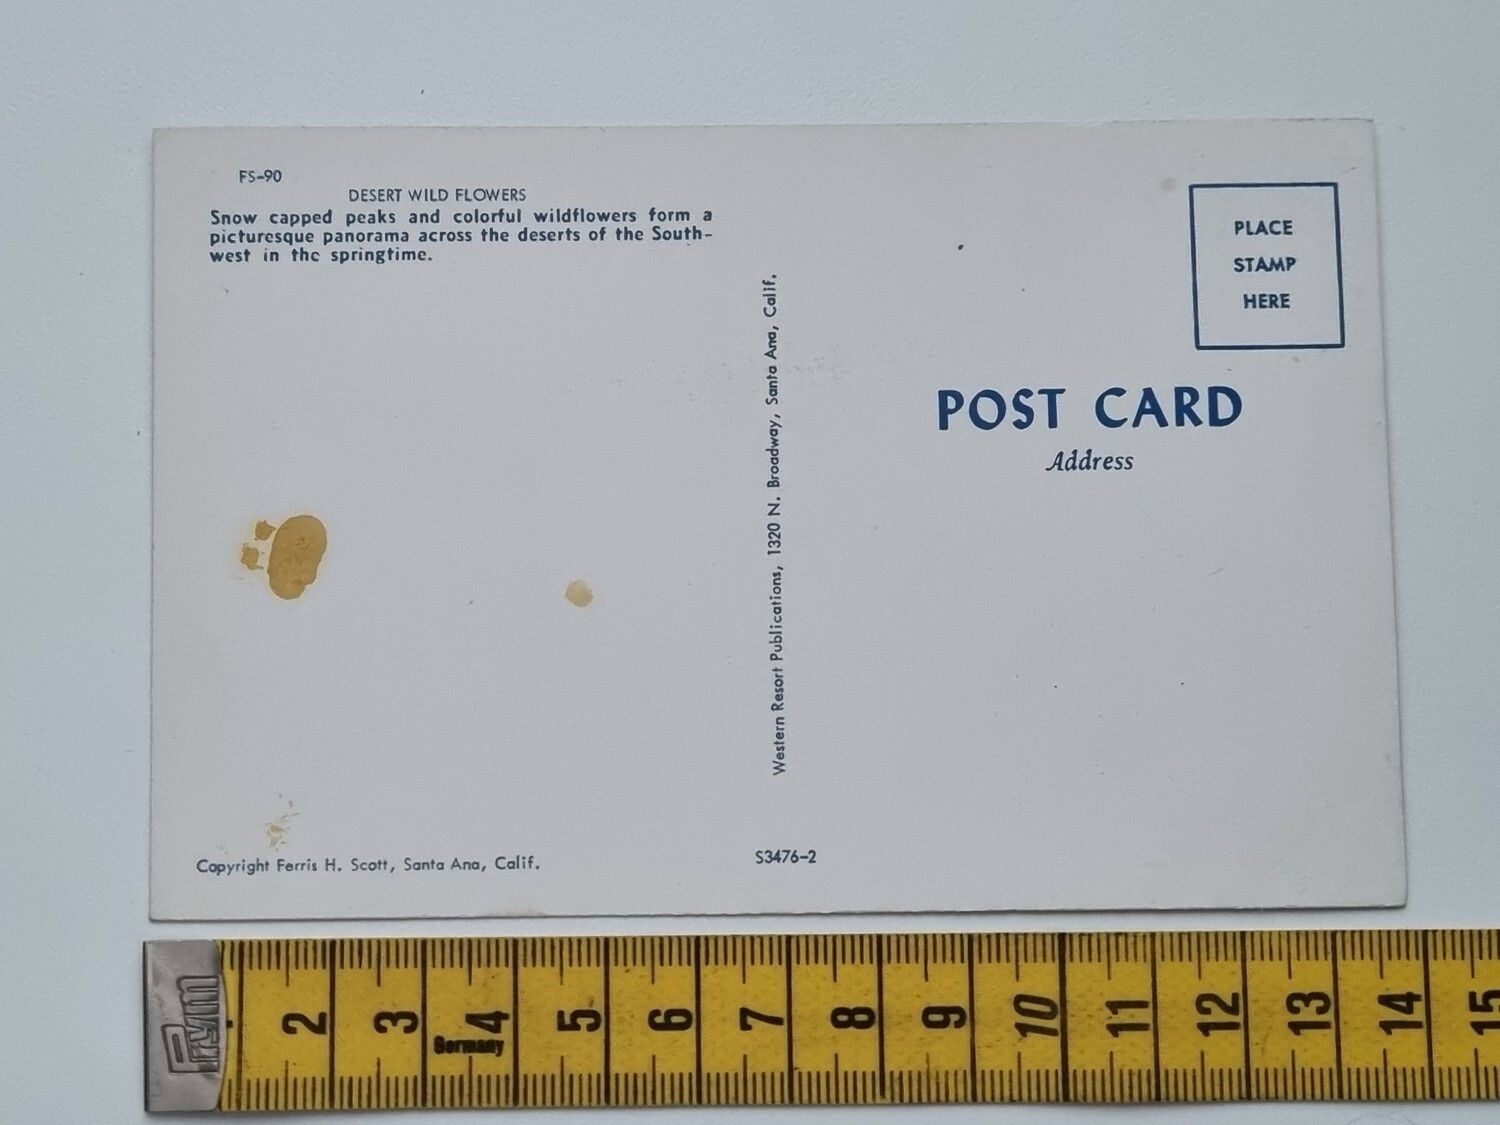 FS-90
DESERT WILD FLOWERS
Snow capped peaks and colorful wildflowers form a
picturesque panorama across the deserts of the South-
west in the springtime.
PLACE
STAMP
HERE
POST CARD
Address
Western Resort Publications, 1320 N. Broadway, Santa Ana, Calif.
Copyright Ferris H. Scott, Santa Ana, Calif.
S3476-2
Prym
2 3 4 5 6 7 8 9 10 11 12 13 14 15
Germany